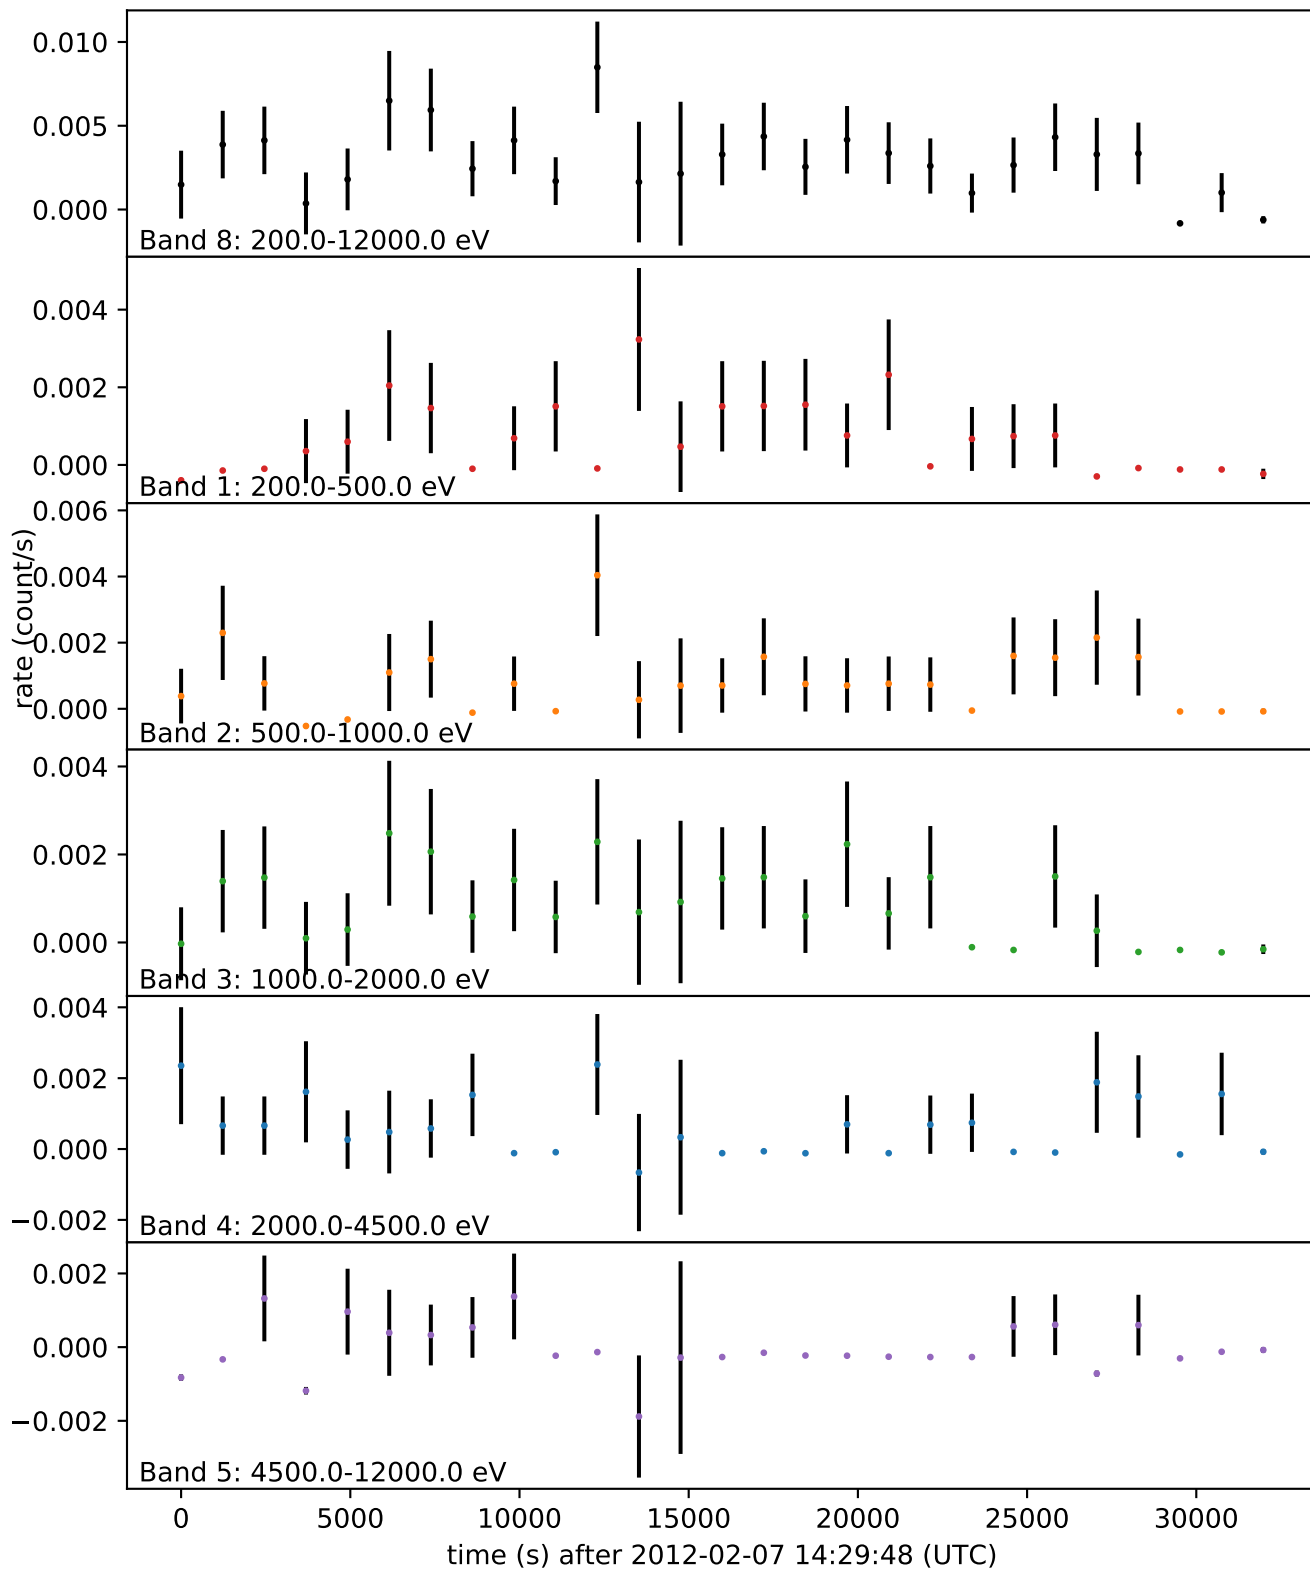 0.010
0.005
0.000
Band 8: 200.0-12000.0 eV
0.004
0.002
0.000
Band 1: 200.0-500.0 eV
rate (count/s)
0.006
0.004
0.002
0.000
Band 2: 500.0-1000.0 eV
0.004
0.002
0.000
Band 3: 1000.0-2000.0 eV
0.004
0.002
0.000
−0.002
Band 4: 2000.0-4500.0 eV
0.002
0.000
−0.002
Band 5: 4500.0-12000.0 eV
0 5000 10000 15000 20000 25000 30000
time (s) after 2012-02-07 14:29:48 (UTC)